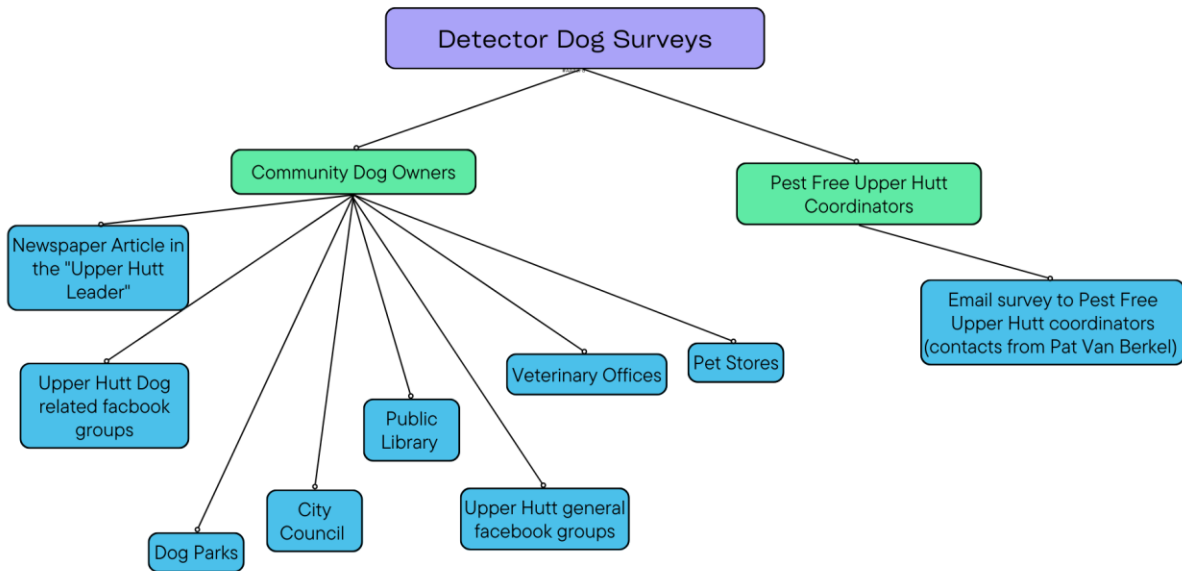 Detector Dog Surveys
Community Dog Owners
Pest Free Upper Hutt
Coordinators
Newspaper Article in
the "Upper Hutt
Leader"
Email survey to Pest Free
Upper Hutt coordinators
(contacts from Pat Van Berkel)
Upper Hutt Dog
related facbook
groups
Veterinary Offices
Pet Stores
Public
Library
City
Council
Upper Hutt general
facebook groups
Dog Parks